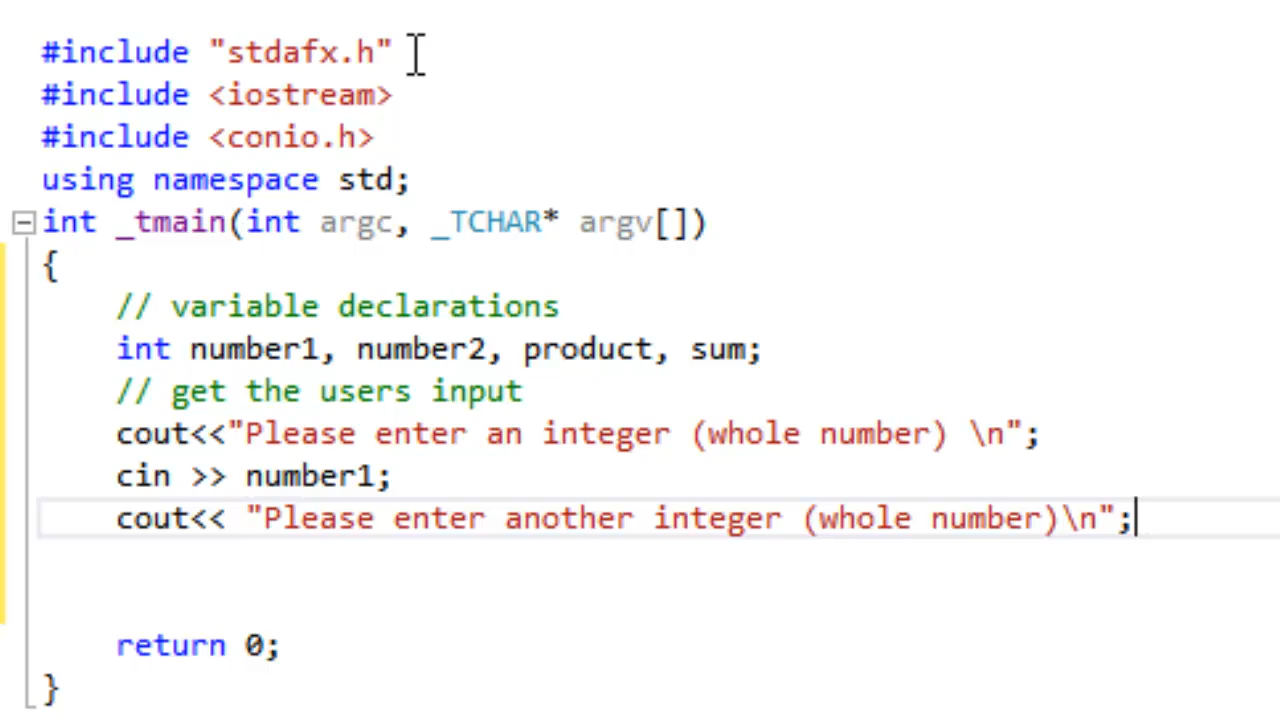 #include "stdafx.h"
#include <iostream>
#include <conio.h>
using namespace std;
int _tmain(int argc, _TCHAR* argv[])
{
// variable declarations
int number1, number2, product, sum;
// get the users input
cout<<"Please enter an integer (whole number) \n";
cin >> number1;
cout<< "Please enter another integer (whole number)\n";
return 0;
}